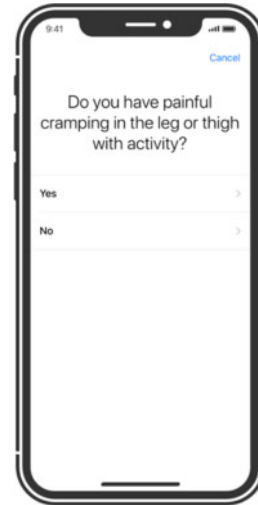 9:41
Cancel
Do you have painful
cramping in the leg or thigh
with activity?
Yes
No